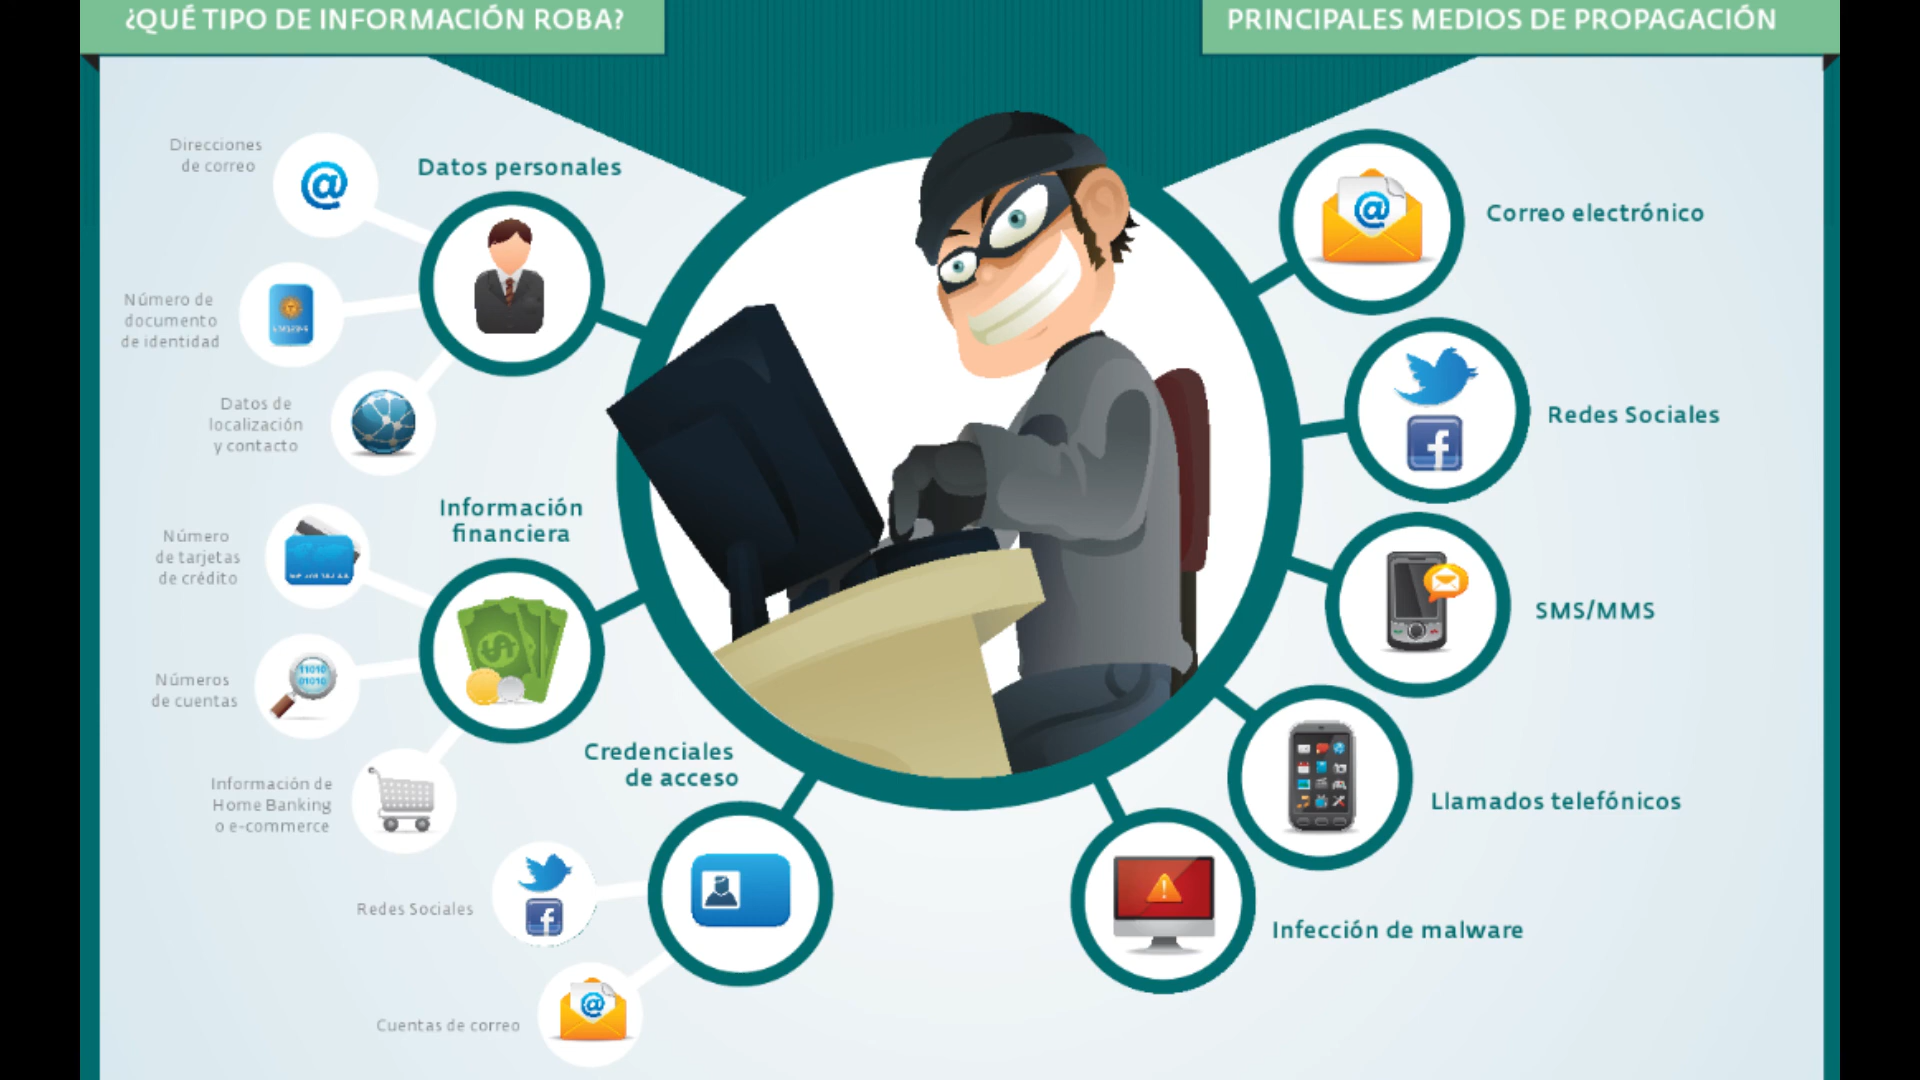 ¿QUÉ TIPO DE INFORMACIÓN ROBA?
PRINCIPALES MEDIOS DE PROPAGACIÓN
Direcciones
de correo
Datos personales
Número de
documento
de identidad
Datos de
localización
y contacto
Información
financiera
Número
de tarjetas
de crédito
Números
de cuentas
11010
01010
Información de
Home Banking
o e-commerce
Credenciales
de acceso
Redes Sociales
Cuentas de correo
Correo electrónico
Redes Sociales
SMS/MMS
Llamados telefónicos
Infección de malware